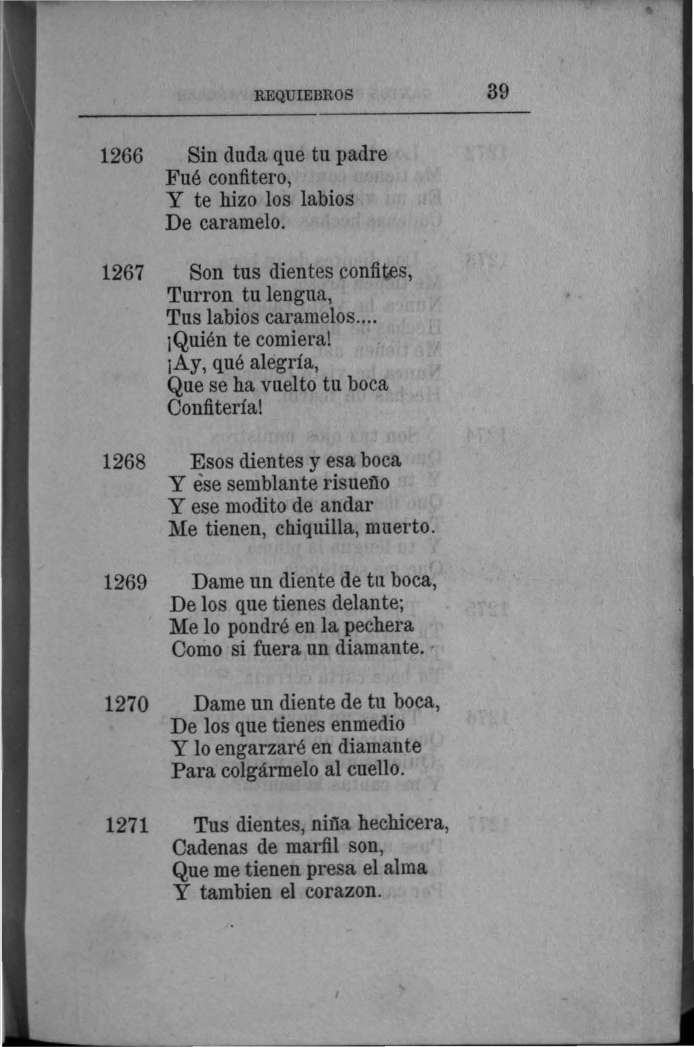 REQUIEBROS 39
1266 Sin duda que tu padre
Fué confitero,
Y te hizo los labios
De caramelo.
1267 Son tus dientes confites,
Turron tu lengua,
Tus labios caramelos....
¡Quién te comiera!
¡Ay, qué alegría,
Que se ha vuelto tu boca
Confitería!
1268 Esos dientes y esa boca
Y ese semblante risueño
Y ese modito de andar
Me tienen, chiquilla, muerto.
1269 Dame un diente de tu boca,
De los que tienes delante;
Me lo pondré en la pechera
Como si fuera un diamante.
1270 Dame un diente de tu boca,
De los que tienes enmedio
Y lo engarzaré en diamante
Para colgármelo al cuello.
1271 Tus dientes, niña hechicera,
Cadenas de marfil son,
Que me tienen presa el alma
Y tambien el corazon.